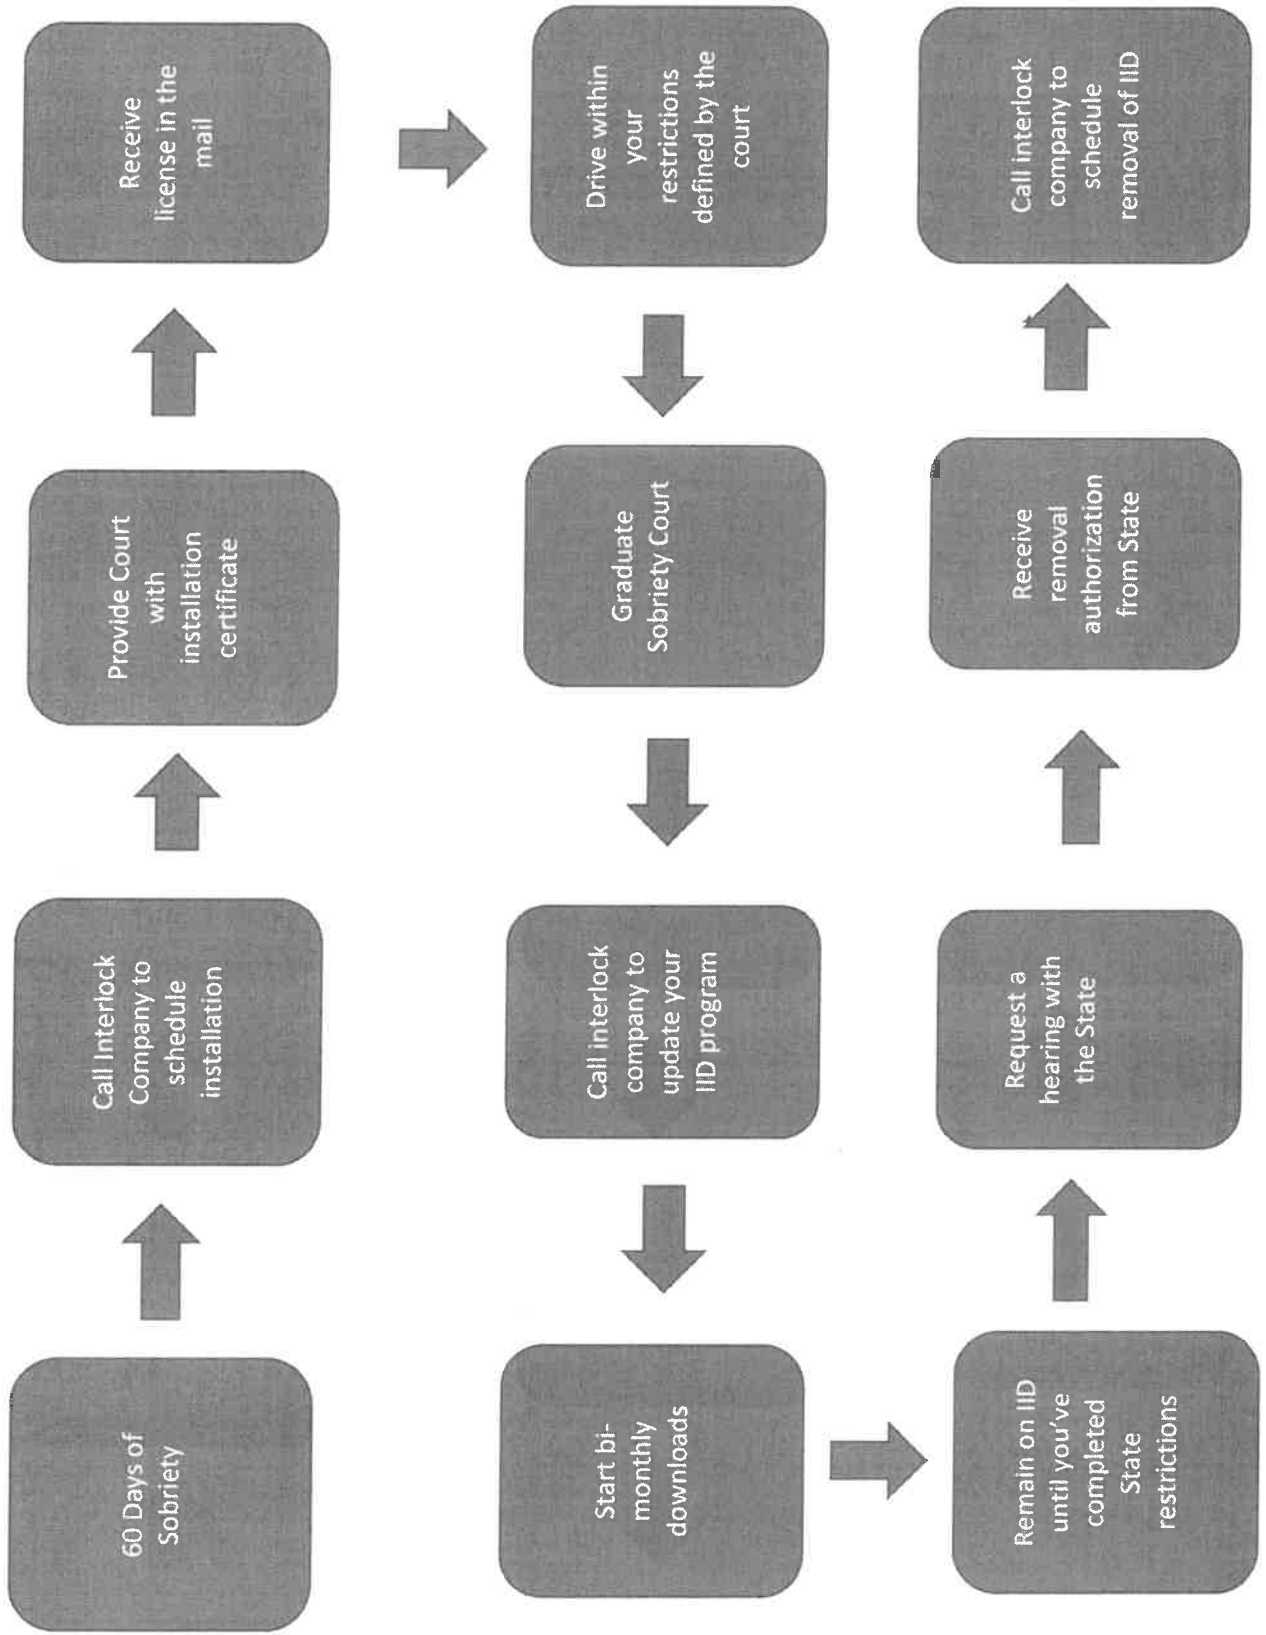 60 Days of
Sobriety
Call Interlock
Company to
schedule
installation
Provide Court
with
installation
certificate
Receive
license in the
mail
Drive within
your
restrictions
defined by the
court
Graduate
Sobriety Court
Call interlock
company to
update your
IID program
Start bi-
monthly
downloads
Remain on IID
until you've
completed
State
restrictions
Request a
hearing with
the State
Receive
removal
authorization
from State
Call interlock
company to
schedule
removal of IID